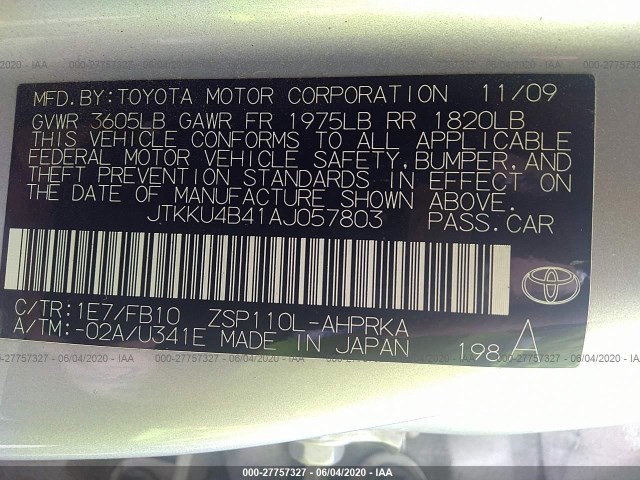 MFD.BY:TOYOTA MOTOR CORPORATION 11/09
GVWR 3605LB GAWR FR 1975LB RR 1820LB
THIS VEHICLE CONFORMS TO ALL APPLICABLE
FEDERAL MOTOR VEHICLE SAFETY, BUMPER, AND
THEFT PREVENTION STANDARDS IN EFFECT ON
THE DATE OF MANUFACTURE SHOWN ABOVE.
JTKKU4B41AJ057803 PASS.CAR
C/TR:1E7/FB10 ZSP110L-AHPRKA
A/TM:-02A/U341E MADE IN JAPAN 198 A
000-27757327 - 06/04/2020 - IAA